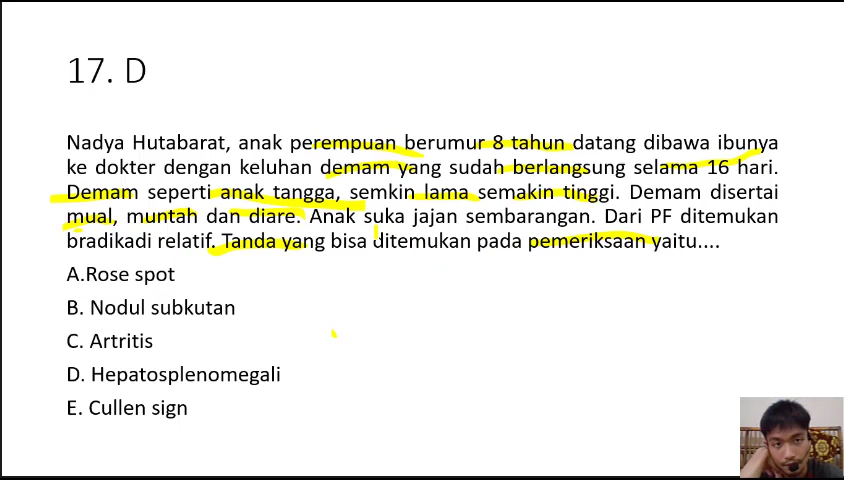 17. D
Nadya Hutabarat, anak perempuan berumur 8 tahun datang dibawa ibunya
ke dokter dengan keluhan demam yang sudah berlangsung selama 16 hari.
Demam seperti anak tangga, semkin lama semakin tinggi. Demam disertai
mual, muntah dan diare. Anak suka jajan sembarangan. Dari PF ditemukan
bradikadi relatif. Tanda yang bisa ditemukan pada pemeriksaan yaitu....
A.Rose spot
B. Nodul subkutan
C. Artritis
D. Hepatosplenomegali
E. Cullen sign